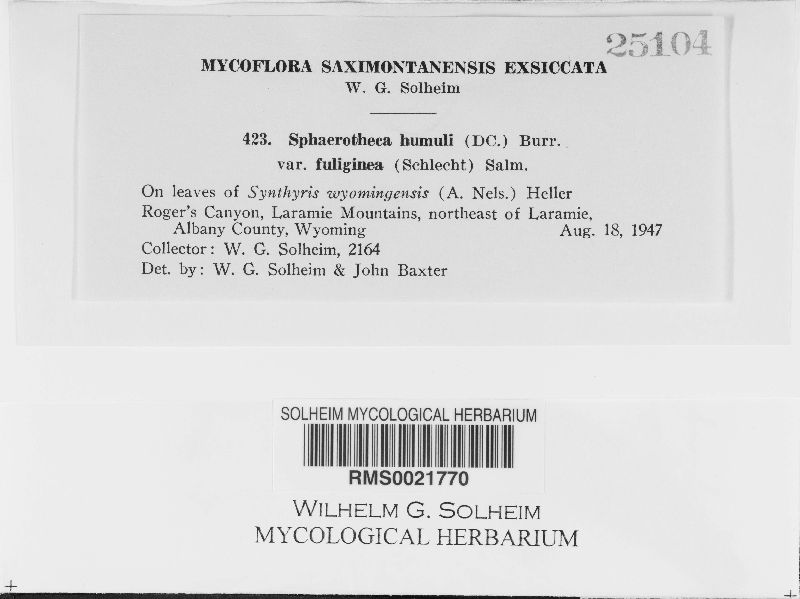 25104
MYCOFLORA SAXIMONTANENSIS EXSICCATA
W. G. Solheim
423. Sphaerotheca humuli (DC.) Burr.
var. fuliginea (Schlecht) Salm.
On leaves of Synthyris wyomingensis (A. Nels.) Heller
Roger's Canyon, Laramie Mountains, northeast of Laramie,
Albany County, Wyoming Aug. 18, 1947
Collector: W. G. Solheim, 2164
Det. by: W. G. Solheim & John Baxter
SOLHEIM MYCOLOGICAL HERBARIUM
RMS0021770
WILHELM G. SOLHEIM
MYCOLOGICAL HERBARIUM